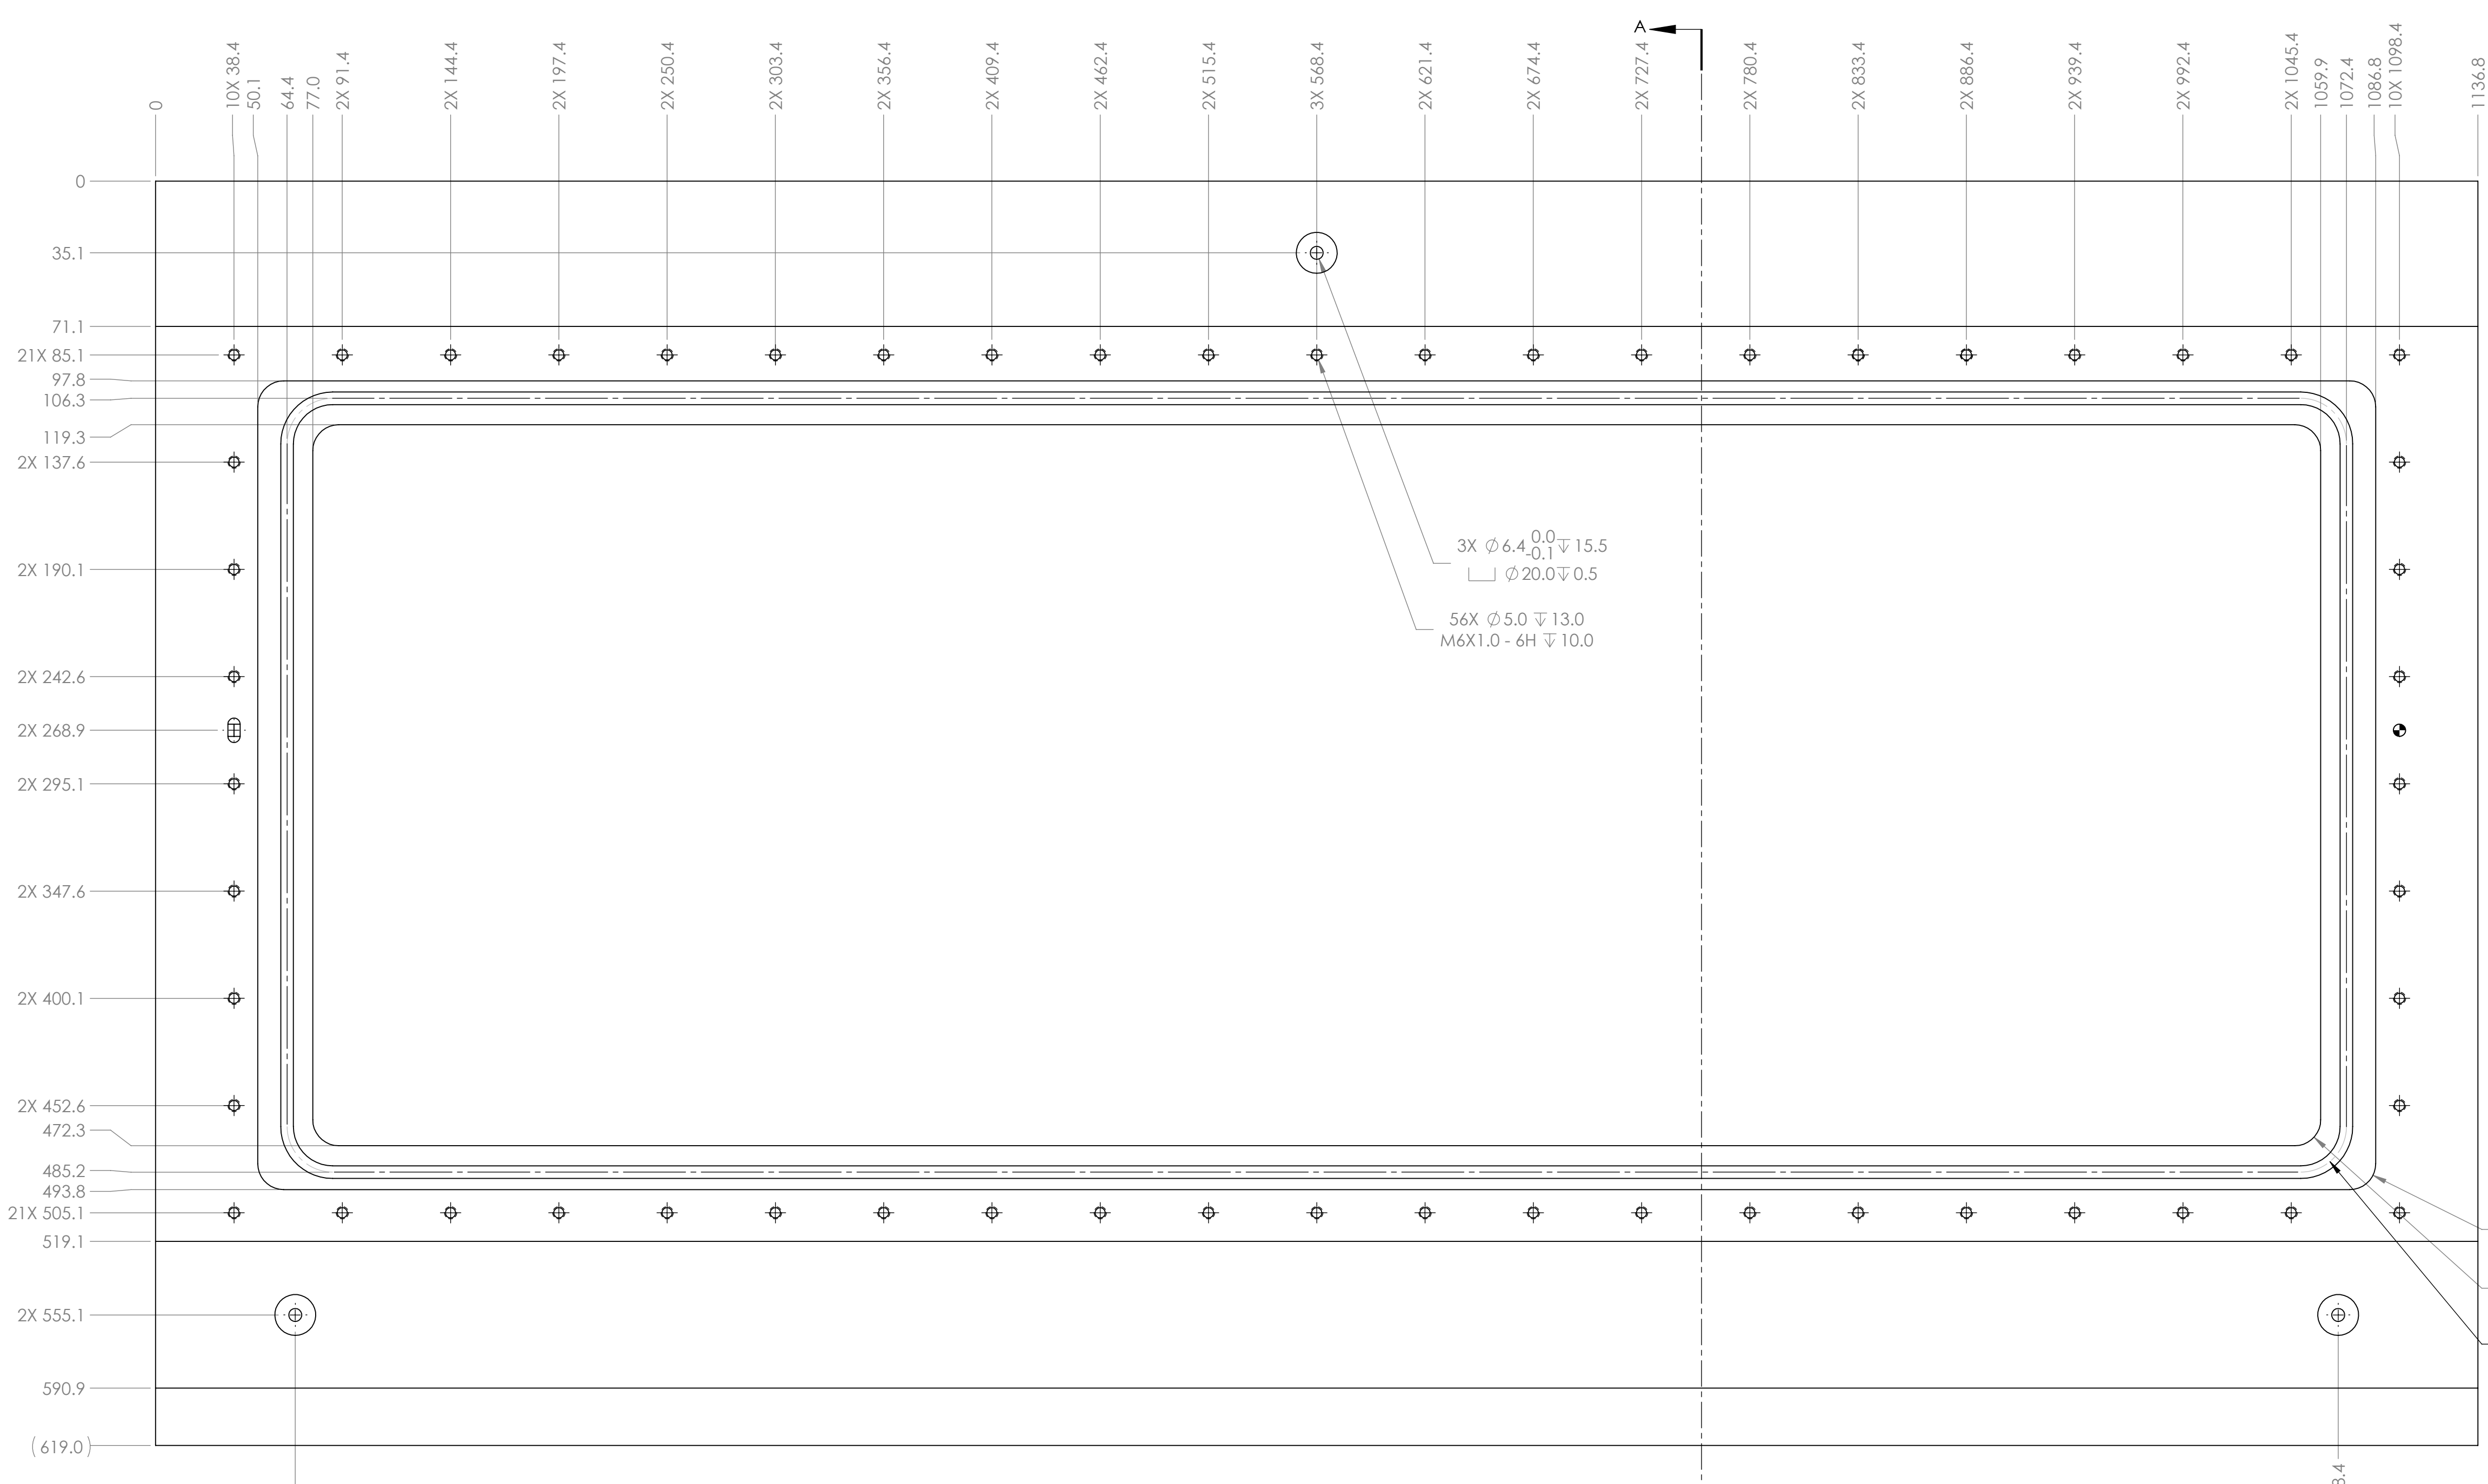 A
0
10X 38.4
50.1
64.4
77.0
2X 91.4
2X 144.4
2X 197.4
2X 250.4
2X 303.4
2X 356.4
2X 409.4
2X 462.4
2X 515.4
3X 568.4
2X 621.4
2X 674.4
2X 727.4
2X 780.4
2X 833.4
2X 886.4
2X 939.4
2X 992.4
2X 1045.4
1059.9
1072.4
1086.8
10X 1098.4
1136.8
0
35.1
71.1
21X 85.1
97.8
106.3
119.3
2X 137.6
2X 190.1
2X 242.6
2X 268.9
2X 295.1
2X 347.6
2X 400.1
2X 452.6
472.3
485.2
493.8
21X 505.1
519.1
2X 555.1
590.9
(619.0)
3X ∅6.4 0.0 -0.1 ↧ 15.5
⌴ ∅20.0 ↧ 0.5
56X ∅5.0 ↧ 13.0
M6X1.0 - 6H ↧ 10.0